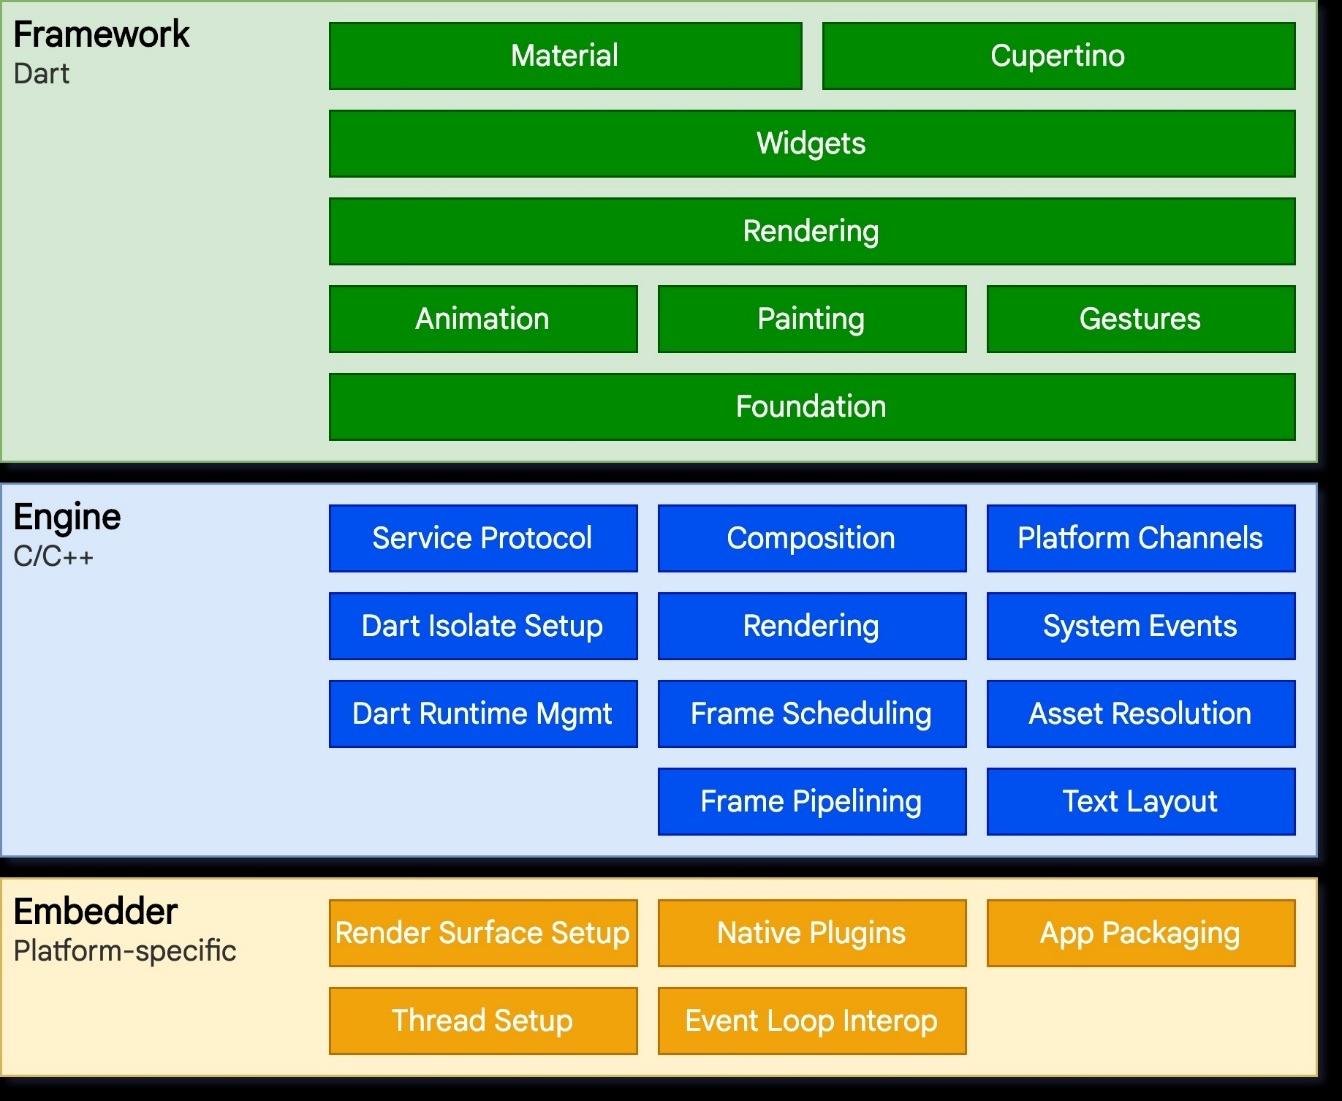 Framework
Dart
Material
Cupertino
Widgets
Rendering
Animation
Painting
Gestures
Foundation
Engine
C/C++
Service Protocol
Composition
Platform Channels
Dart Isolate Setup
Rendering
System Events
Dart Runtime Mgmt
Frame Scheduling
Asset Resolution
Frame Pipelining
Text Layout
Embedder
Platform-specific
Render Surface Setup
Native Plugins
App Packaging
Thread Setup
Event Loop Interop